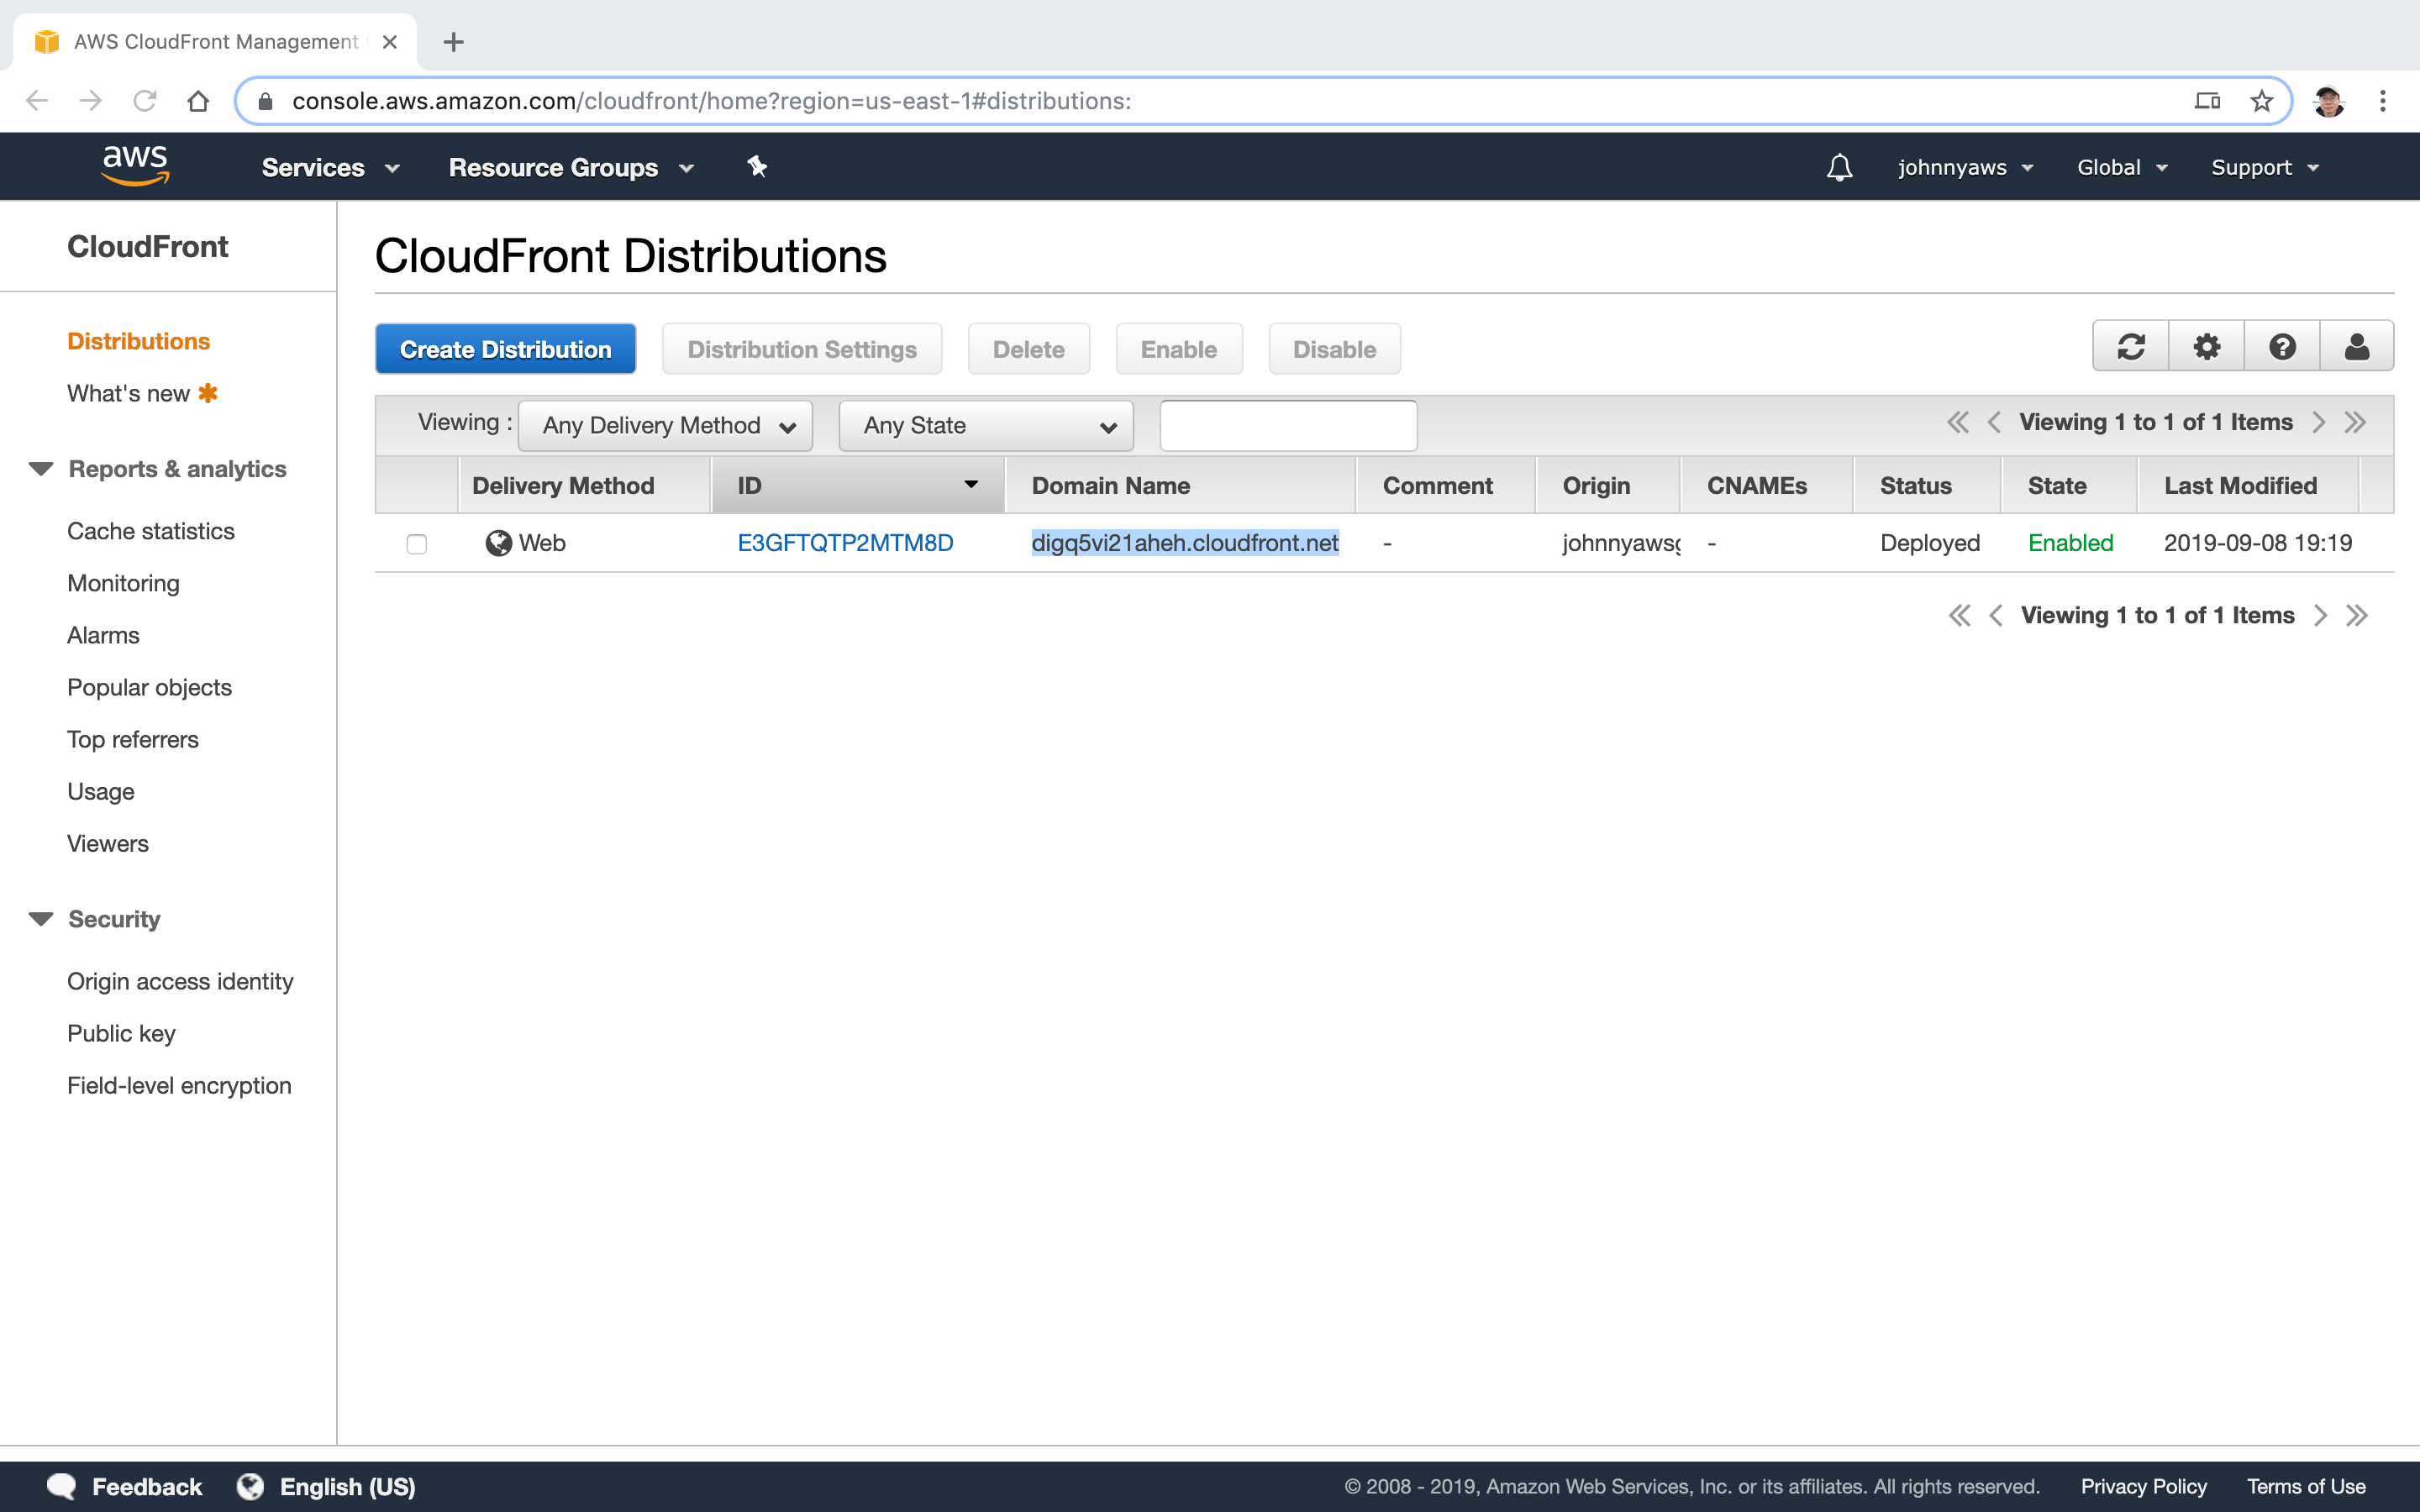 AWS CloudFront Management
console.aws.amazon.com/cloudfront/home?region=us-east-1#distributions:
aws Services Resource Groups johnnyaws Global Support
CloudFront
Distributions
What's new
Reports & analytics
Cache statistics
Monitoring
Alarms
Popular objects
Top referrers
Usage
Viewers
Security
Origin access identity
Public key
Field-level encryption
CloudFront Distributions
Create Distribution Distribution Settings Delete Enable Disable
Viewing : Any Delivery Method Any State Viewing 1 to 1 of 1 Items
Delivery Method ID Domain Name Comment Origin CNAMEs Status State Last Modified
Web E3GFTQTP2MTM8D digq5vi21aheh.cloudfront.net - johnnyaws - Deployed Enabled 2019-09-08 19:19
Viewing 1 to 1 of 1 Items
Feedback English (US) © 2008 - 2019, Amazon Web Services, Inc. or its affiliates. All rights reserved. Privacy Policy Terms of Use